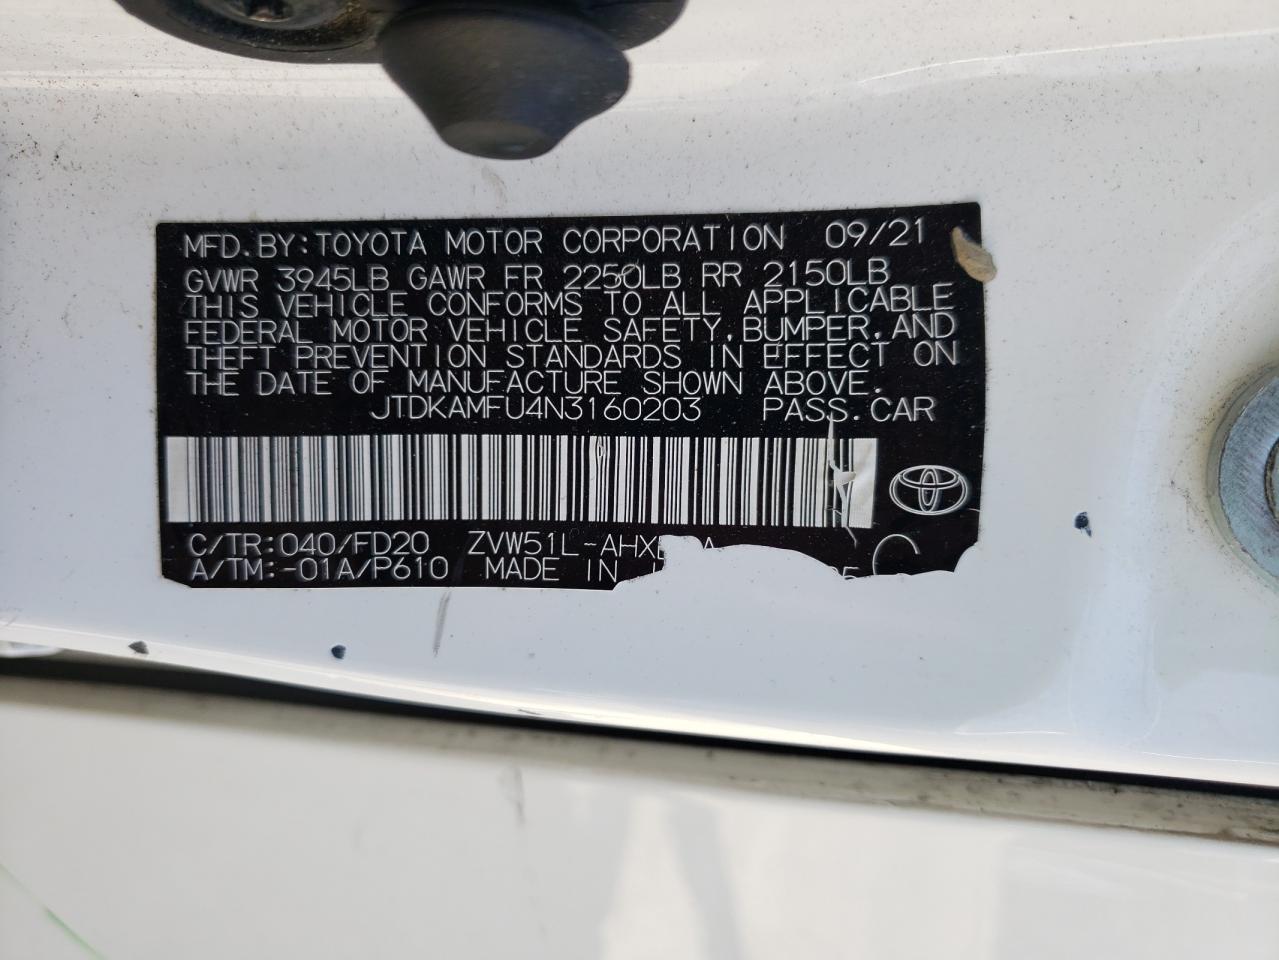 MFD.BY:TOYOTA MOTOR CORPORATION 09/21
GVWR 3945LB GAWR FR 2250LB RR 2150LB
THIS VEHICLE CONFORMS TO ALL APPLICABLE
FEDERAL MOTOR VEHICLE SAFETY,BUMPER,AND
THEFT PREVENTION STANDARDS IN EFFECT ON
THE DATE OF MANUFACTURE SHOWN ABOVE.
JTDKAMFU4N3160203 PASS.CAR
C/TR:040/FD20
A/TM:-01A/P610 MADE IN